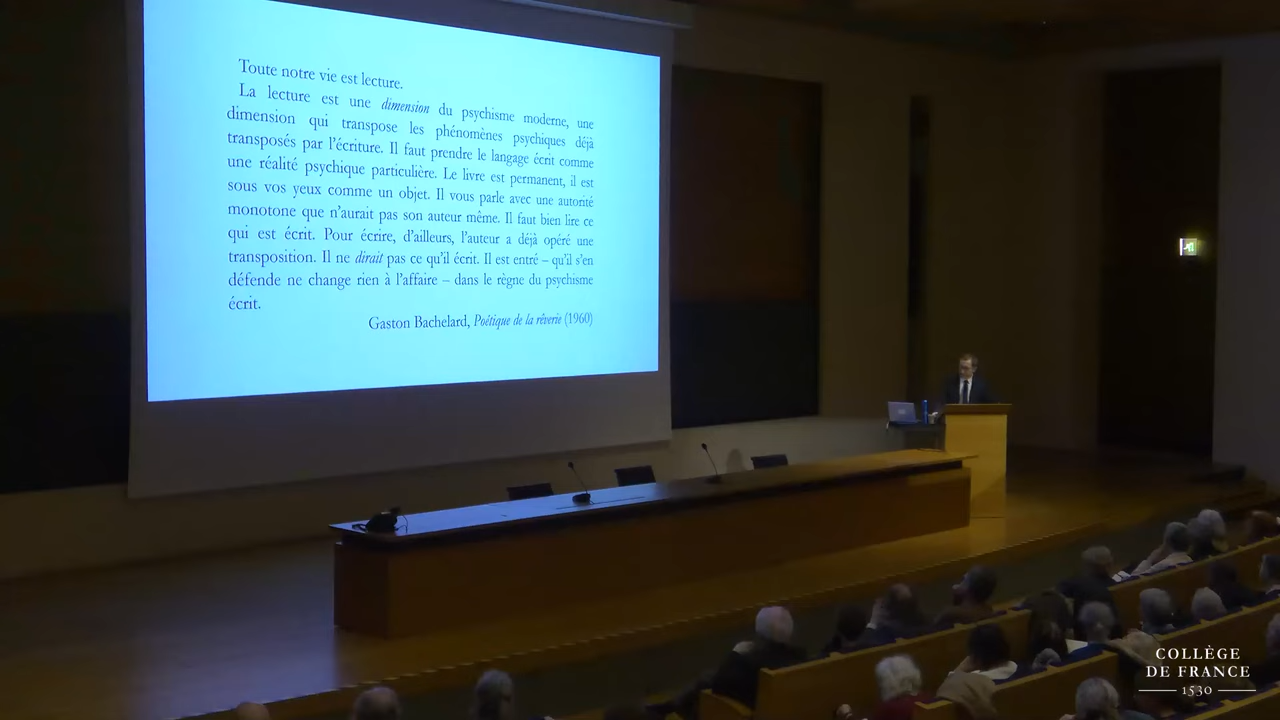 Toute notre vie est lecture.
La lecture est une dimension du psychisme moderne, une
dimension qui transpose les phénomènes psychiques déjà
transposés par l'écriture. Il faut prendre le langage écrit comme
une réalité psychique particulière. Le livre est permanent, il est
sous vos yeux comme un objet. Il vous parle avec une autorité
monotone que n'aurait pas son auteur même. Il faut bien lire ce
qui est écrit. Pour écrire, d'ailleurs, l'auteur a déjà opéré une
transposition. Il ne dirait pas ce qu'il écrit. Il est entré – qu'il s'en
défende ne change rien à l'affaire – dans le règne du psychisme
écrit.
Gaston Bachelard, Poétique de la rêverie (1960)
COLLÈGE
DE FRANCE
1530